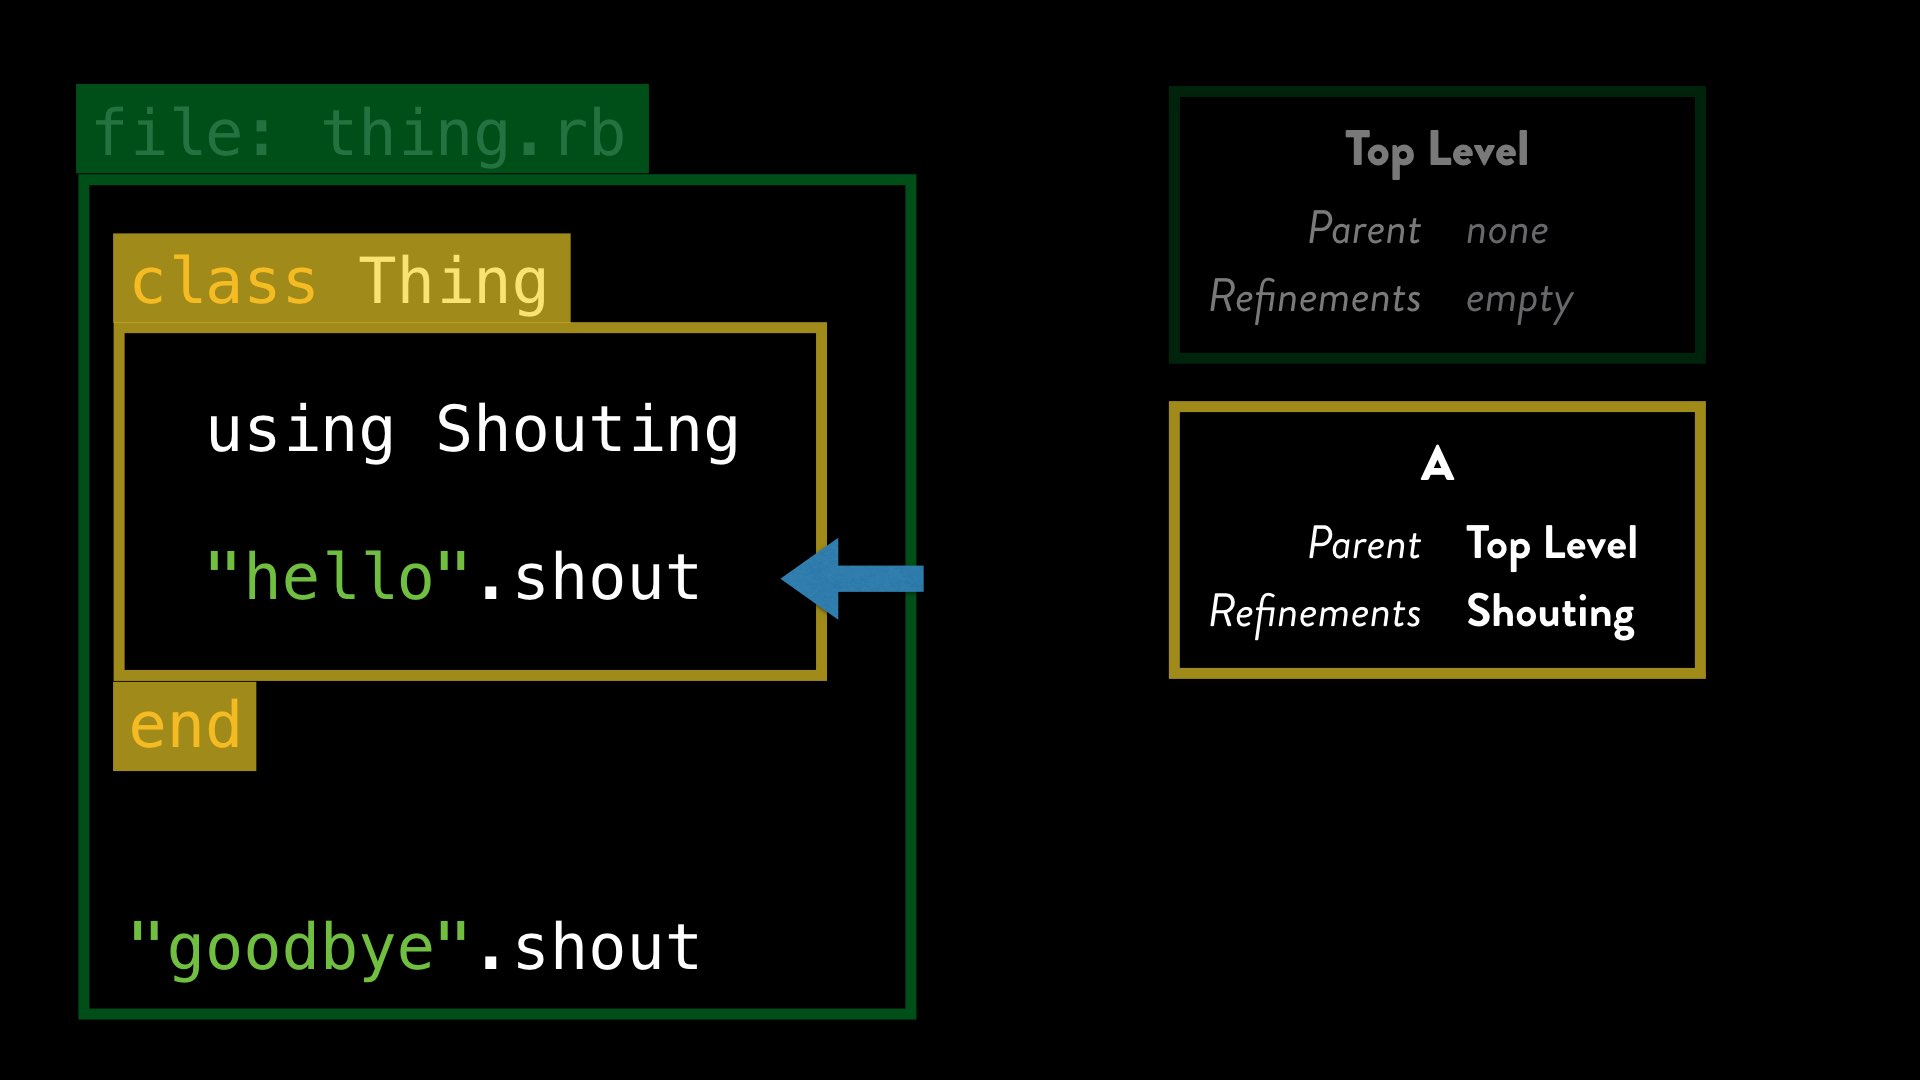 file: thing.rb
class Thing
using Shouting
"hello".shout
end
"goodbye".shout
Top Level
Parent none
Refinements empty
A
Parent Top Level
Refinements Shouting